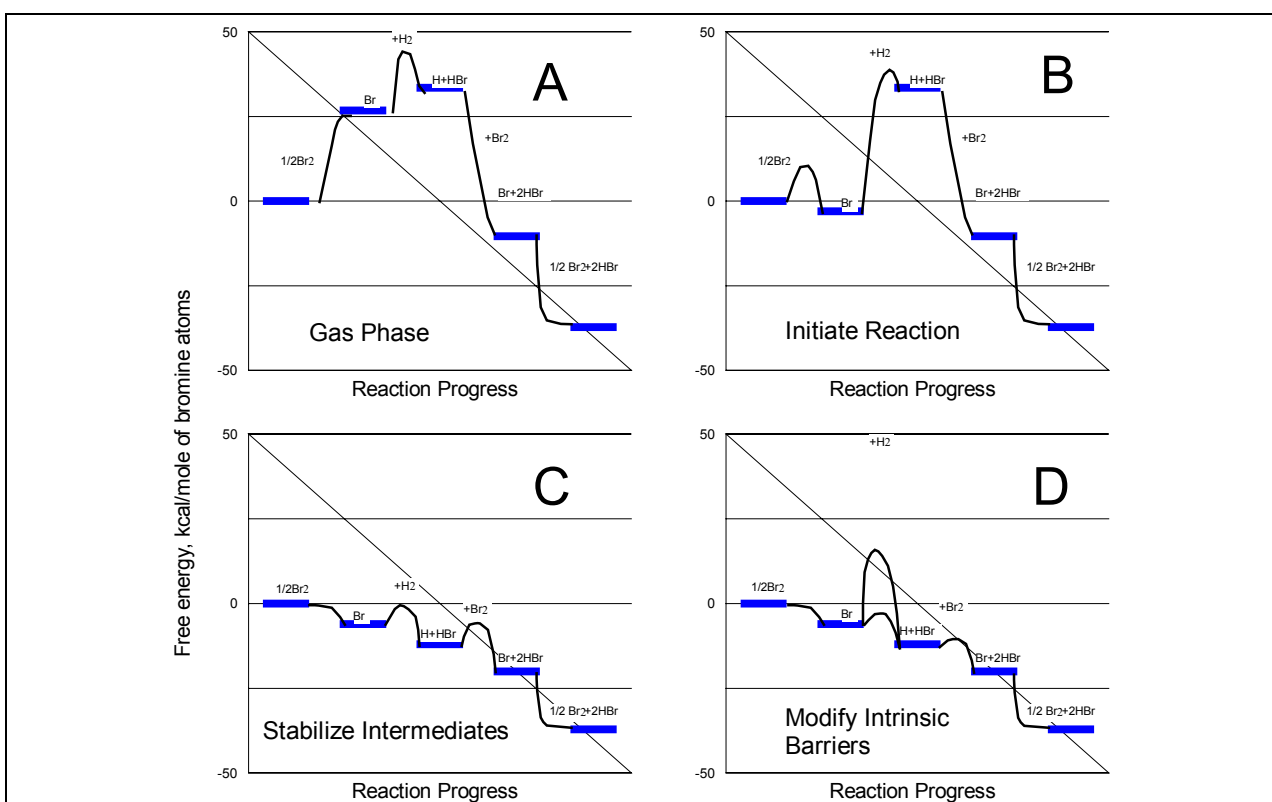 Free energy, kcal/mole of bromine atoms
50
0
-50
+H2
A
Br
H+HBr
1/2Br2
+Br2
Br+2HBr
1/2 Br2+2HBr
Gas Phase
Reaction Progress
50
0
-50
+H2
B
H+HBr
+Br2
1/2Br2
Br
Br+2HBr
1/2 Br2+2HBr
Initiate Reaction
Reaction Progress
50
0
-50
C
1/2Br2
+H2
Br
+Br2
H+HBr
Br+2HBr
1/2 Br2+2HBr
Stabilize Intermediates
Reaction Progress
50
0
-50
+H2
D
1/2Br2
Br
+Br2
H+HBr
Br+2HBr
1/2 Br2+2HBr
Modify Intrinsic
Barriers
Reaction Progress